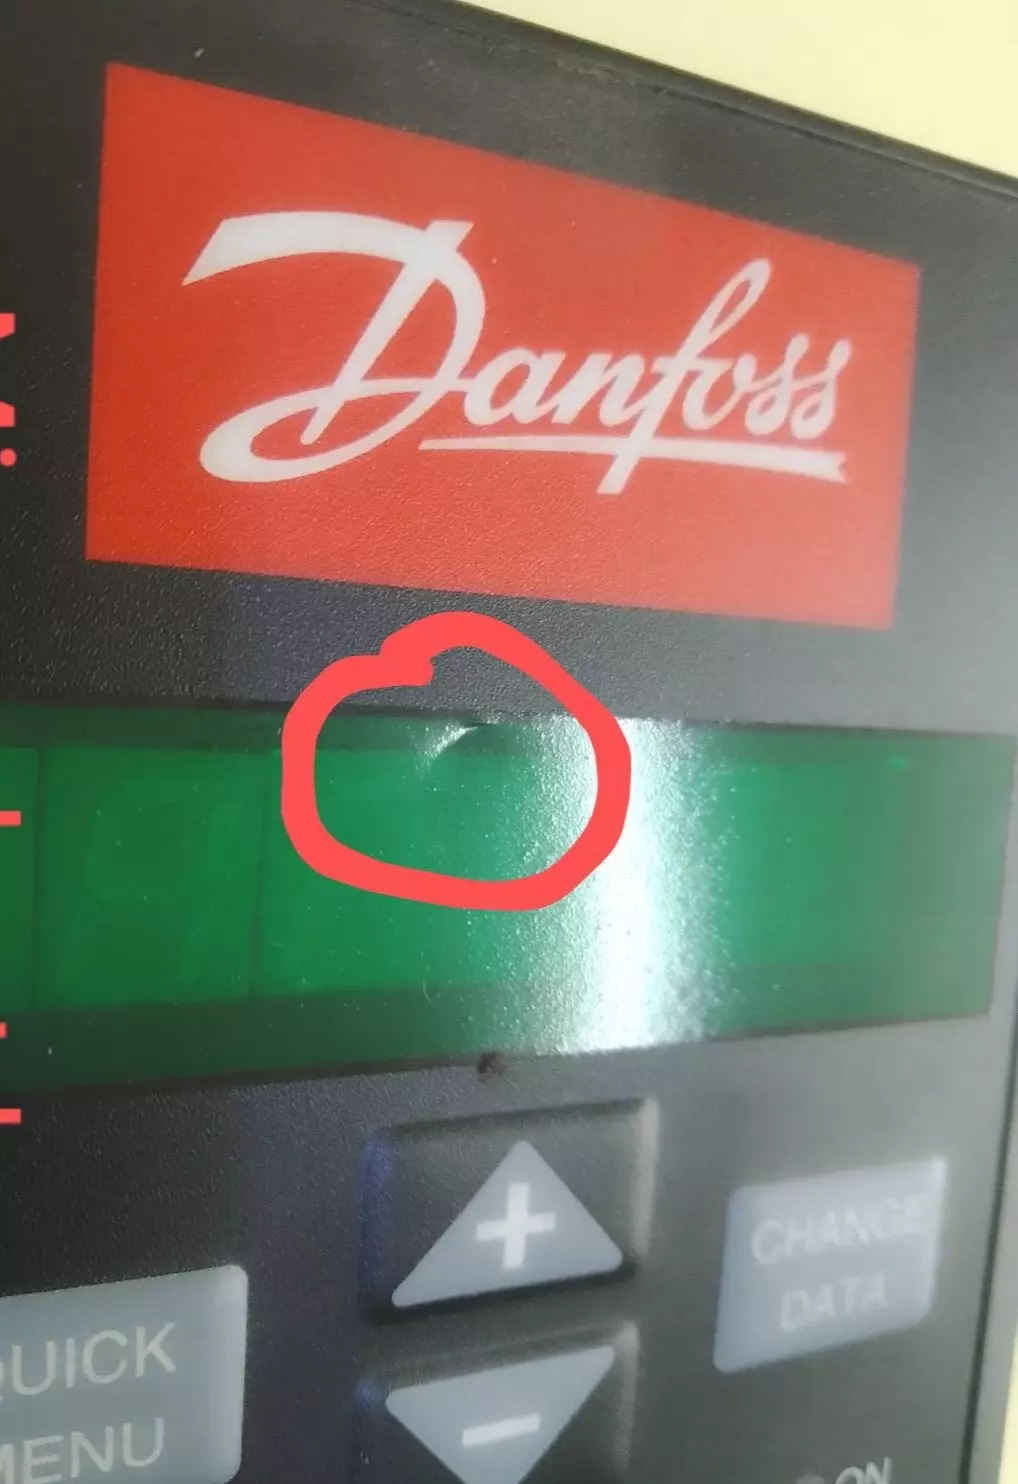 Danfoss
+
CHANGE
DATA
QUICK
MENU
-
ON